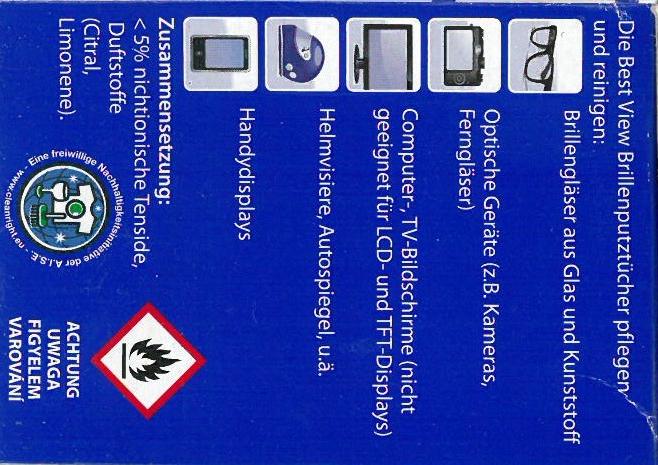 Die Best View Brillenputztücher pflegen
und reinigen:
Brillengläser aus Glas und Kunststoff
Optische Geräte (z.B. Kameras,
Ferngläser)
Computer-, TV-Bildschirme (nicht
geeignet für LCD- und TFT-Displays)
Helmvisiere, Autospiegel, u.ä.
Handydisplays
Zusammensetzung:
< 5% nichtionische Tenside,
Duftstoffe
(Citral,
Limonene).
- Eine freiwillige Nachhaltigkeitsinitiative der A.I.S.E. -
www.cleanright.eu
ACHTUNG
UWAGA
FIGYELEM
VAROVÁNÍ